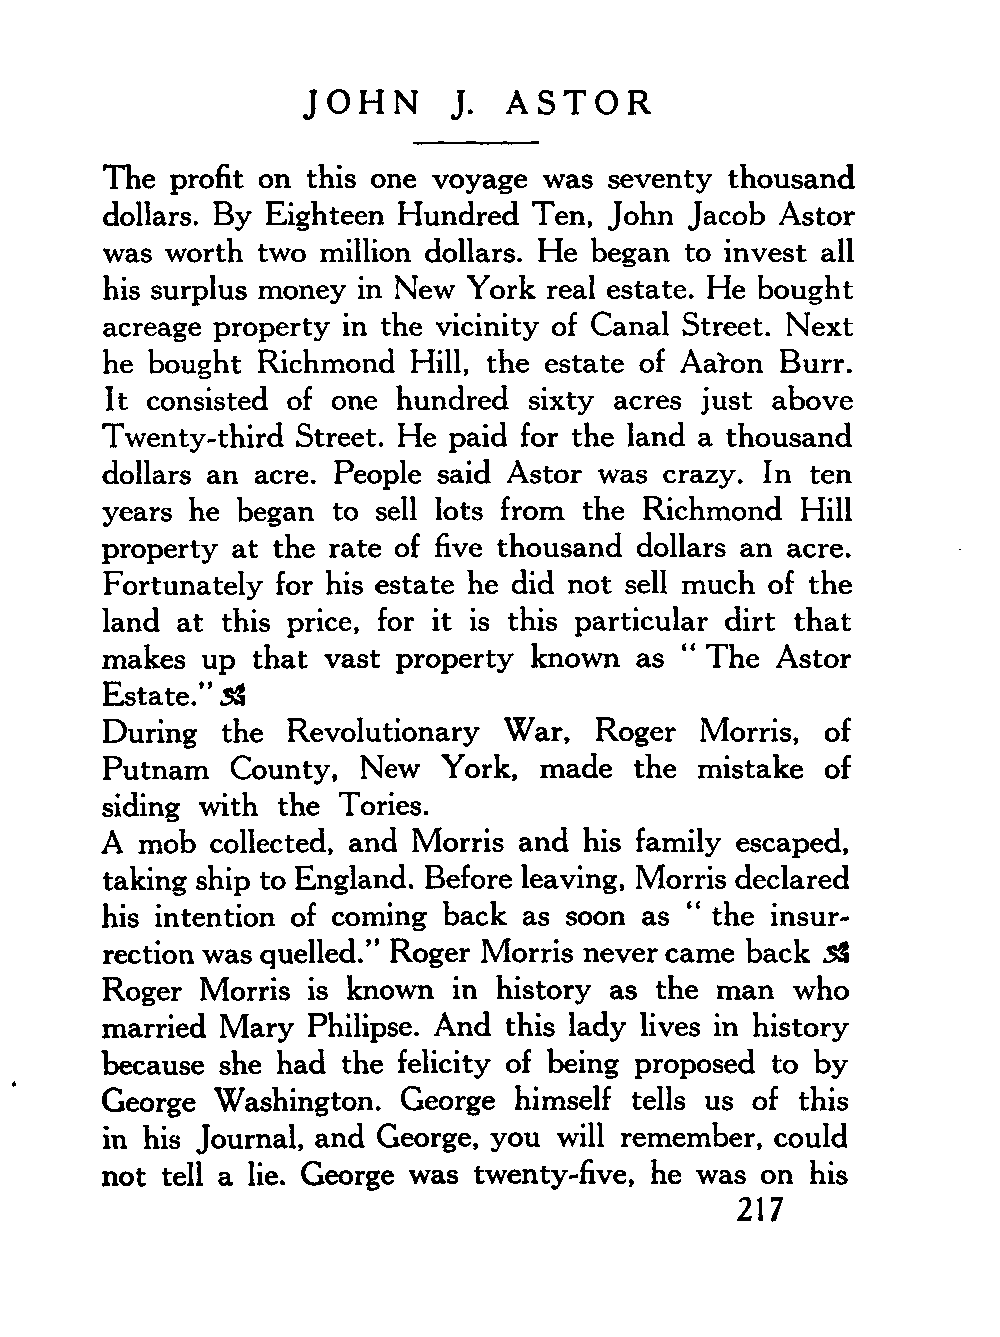 JOHN J. ASTOR
The profit on this one voyage was seventy thousand
dollars. By Eighteen Hundred Ten, John Jacob Astor
was worth two million dollars. He began to invest all
his surplus money in New York real estate. He bought
acreage property in the vicinity of Canal Street. Next
he bought Richmond Hill, the estate of Aaron Burr.
It consisted of one hundred sixty acres just above
Twenty-third Street. He paid for the land a thousand
dollars an acre. People said Astor was crazy. In ten
years he began to sell lots from the Richmond Hill
property at the rate of five thousand dollars an acre.
Fortunately for his estate he did not sell much of the
land at this price, for it is this particular dirt that
makes up that vast property known as " The Astor
Estate."
During the Revolutionary War, Roger Morris, of
Putnam County, New York, made the mistake of
siding with the Tories.
A mob collected, and Morris and his family escaped,
taking ship to England. Before leaving, Morris declared
his intention of coming back as soon as " the insur-
rection was quelled." Roger Morris never came back
Roger Morris is known in history as the man who
married Mary Philipse. And this lady lives in history
because she had the felicity of being proposed to by
George Washington. George himself tells us of this
in his Journal, and George, you will remember, could
not tell a lie. George was twenty-five, he was on his
217